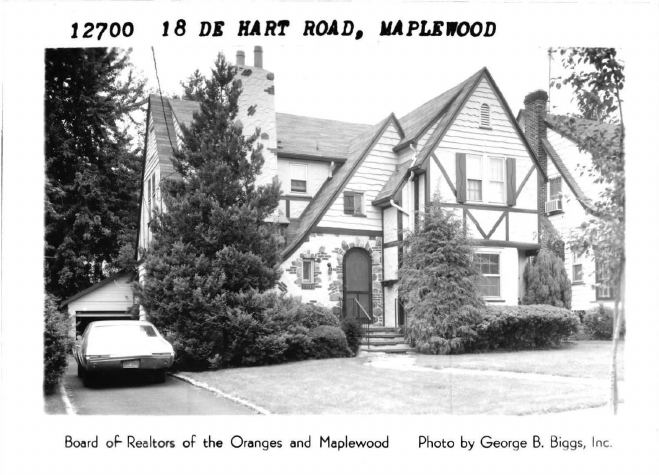 12700 18 DE HART ROAD, MAPLEWOOD
Board of Realtors of the Oranges and Maplewood Photo by George B. Biggs, Inc.